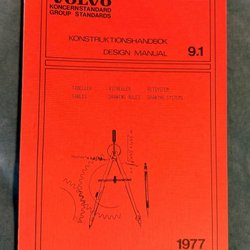 VOLVO
KONCERNSTANDARD
GROUP STANDARDS
KONSTRUKTIONSHANDBOK
DESIGN MANUAL 9.1
TABELLER RITREGLER RITSYSTEM
TABLES DRAWING RULES DRAWING SYSTEMS
1977